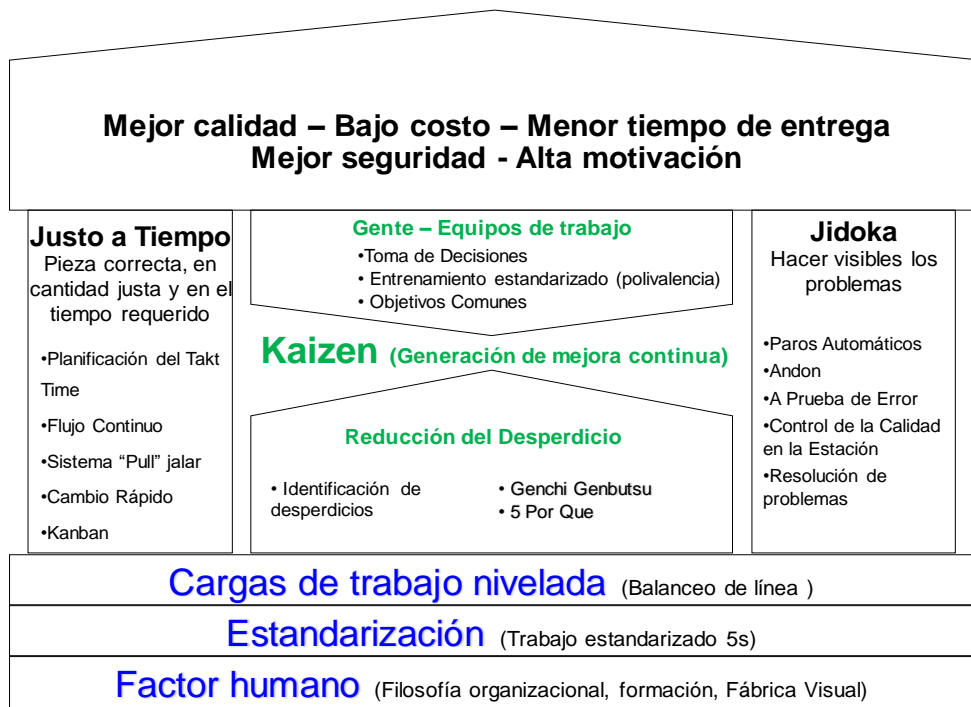 Mejor calidad – Bajo costo – Menor tiempo de entrega
Mejor seguridad - Alta motivación
Justo a Tiempo
Pieza correcta, en
cantidad justa y en el
tiempo requerido
•Planificación del Takt
Time
•Flujo Continuo
•Sistema “Pull” jalar
•Cambio Rápido
•Kanban
Gente – Equipos de trabajo
•Toma de Decisiones
• Entrenamiento estandarizado (polivalencia)
• Objetivos Comunes
Kaizen (Generación de mejora continua)
Reducción del Desperdicio
• Identificación de
desperdicios
• Genchi Genbutsu
• 5 Por Que
Jidoka
Hacer visibles los
problemas
•Paros Automáticos
•Andon
•A Prueba de Error
•Control de la Calidad
en la Estación
•Resolución de
problemas
Cargas de trabajo nivelada (Balanceo de línea )
Estandarización (Trabajo estandarizado 5s)
Factor humano (Filosofía organizacional, formación, Fábrica Visual)